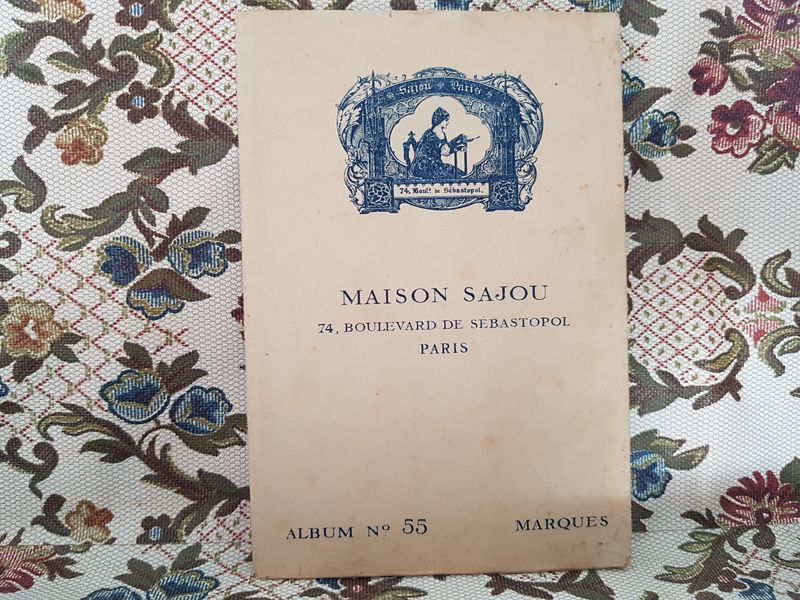 Sajou Paris
74, Boul.d de Sébastopol.
MAISON SAJOU
74, BOULEVARD DE SÉBASTOPOL
PARIS
ALBUM Nº 55 MARQUES